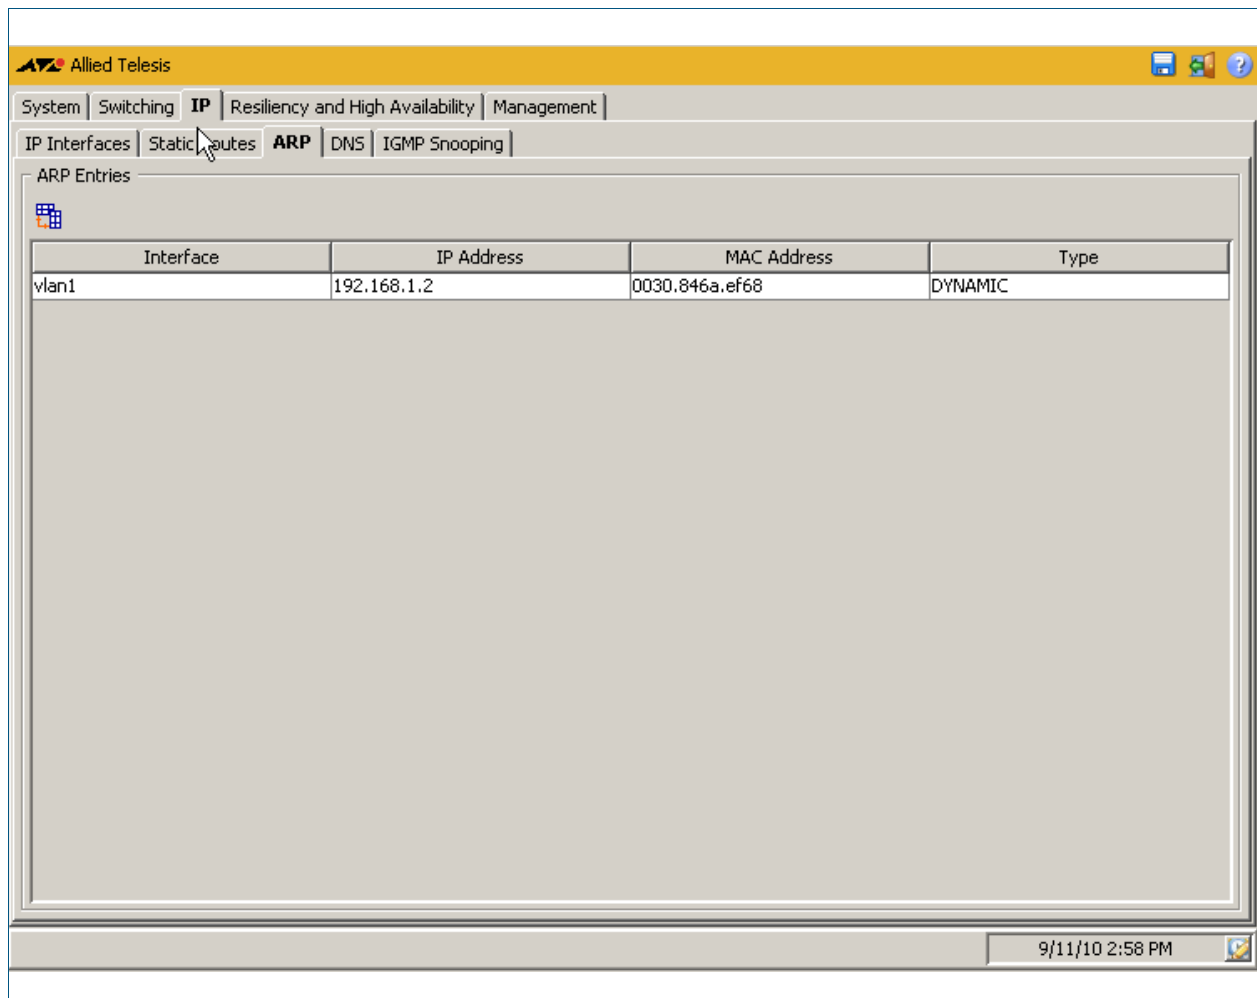 Allied Telesis
System Switching IP Resiliency and High Availability Management
IP Interfaces Static Routes ARP DNS IGMP Snooping
ARP Entries
Interface IP Address MAC Address Type
vlan1 192.168.1.2 0030.846a.ef68 DYNAMIC
9/11/10 2:58 PM